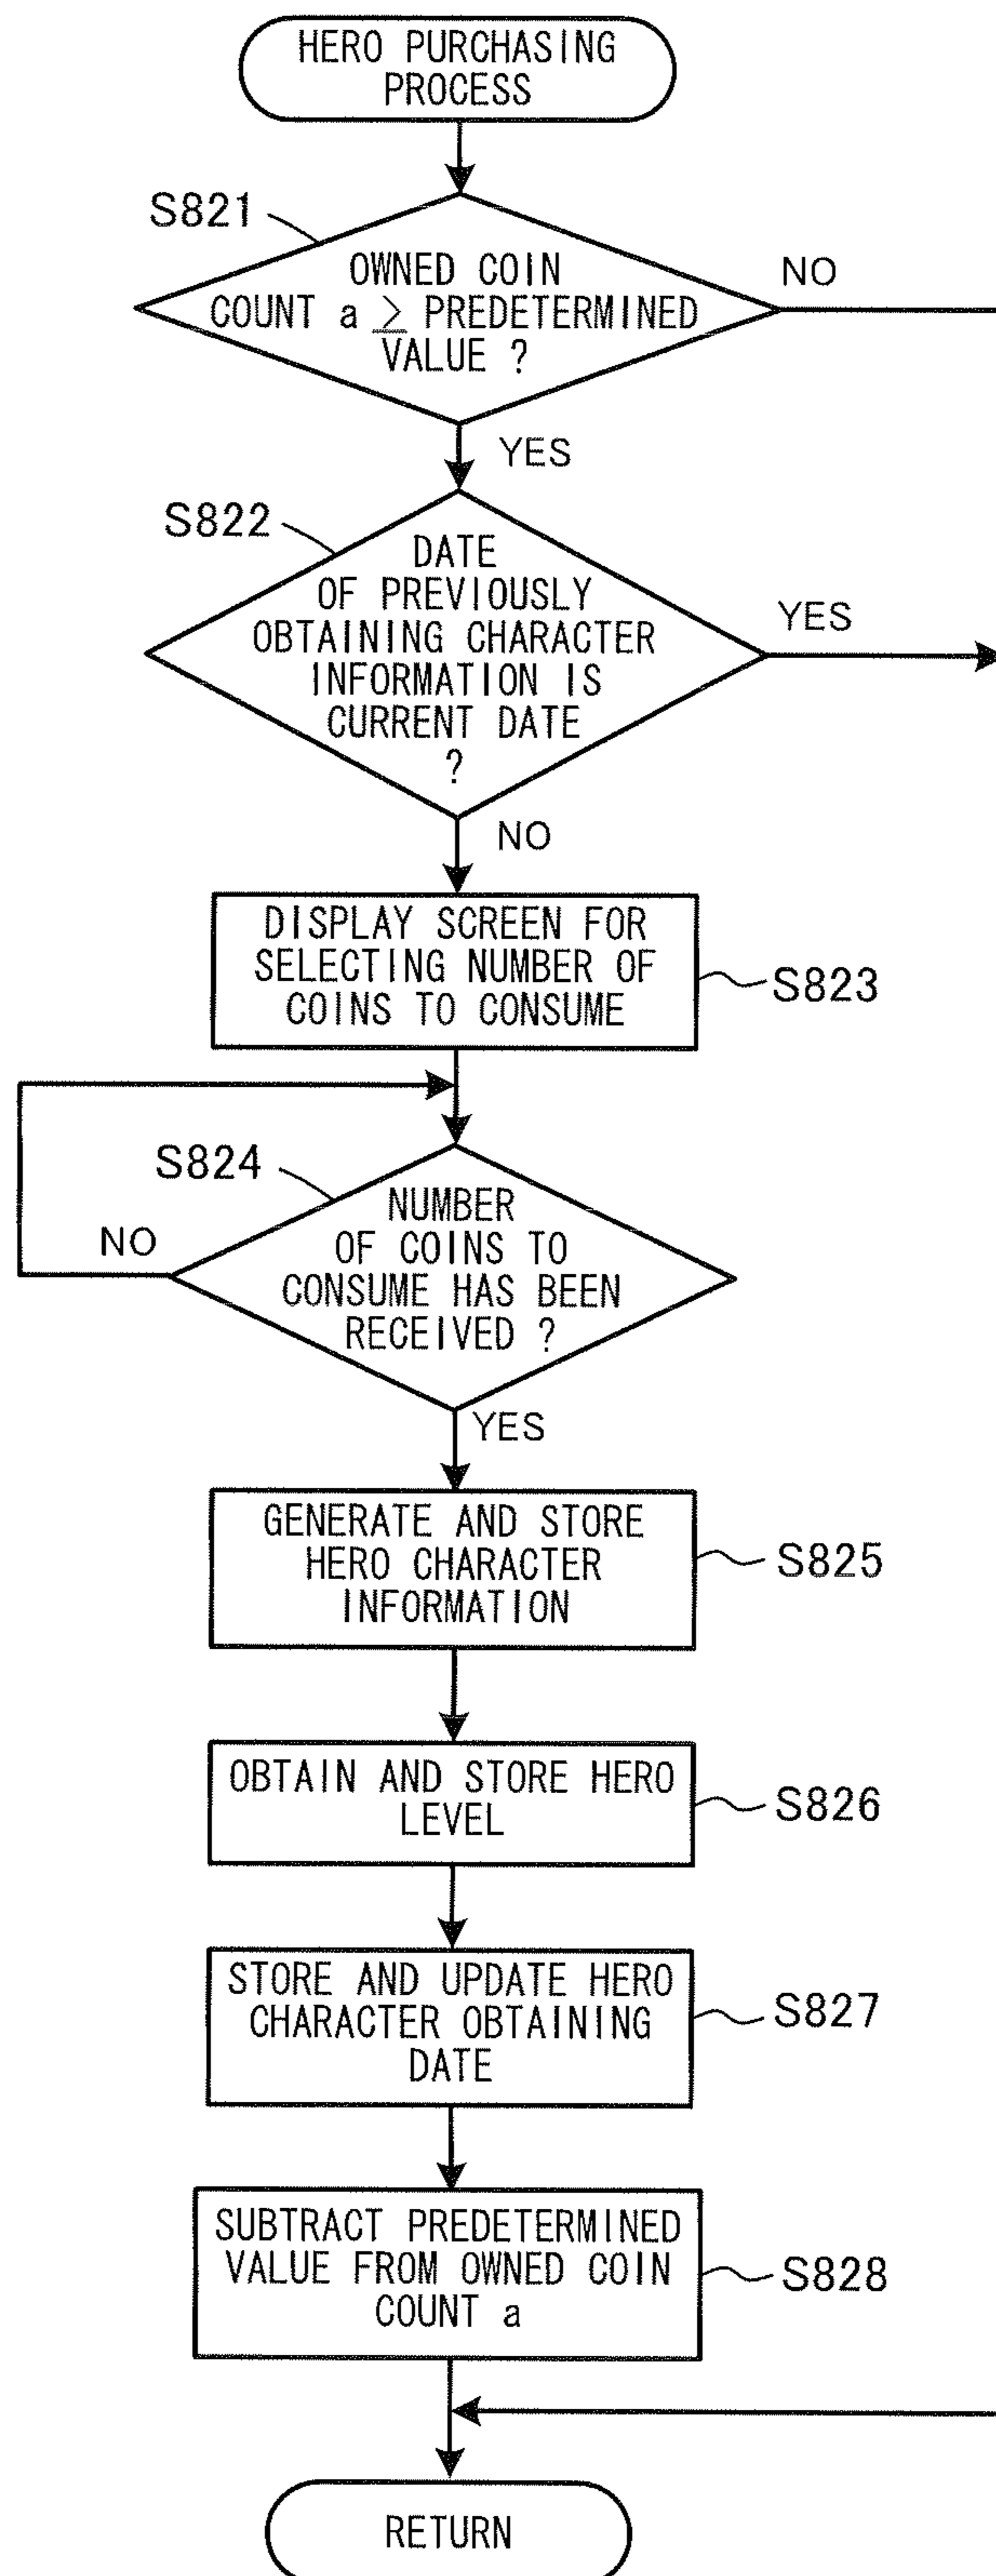 HERO PURCHASING
PROCESS
S821
OWNED COIN
COUNT a ≧ PREDETERMINED
VALUE ?
NO
YES
S822
DATE
OF PREVIOUSLY
OBTAINING CHARACTER
INFORMATION IS
CURRENT DATE
?
YES
NO
DISPLAY SCREEN FOR
SELECTING NUMBER OF
COINS TO CONSUME
S823
S824
NUMBER
OF COINS TO
CONSUME HAS BEEN
RECEIVED ?
NO
YES
GENERATE AND STORE
HERO CHARACTER
INFORMATION
S825
OBTAIN AND STORE HERO
LEVEL
S826
STORE AND UPDATE HERO
CHARACTER OBTAINING
DATE
S827
SUBTRACT PREDETERMINED
VALUE FROM OWNED COIN
COUNT a
S828
RETURN